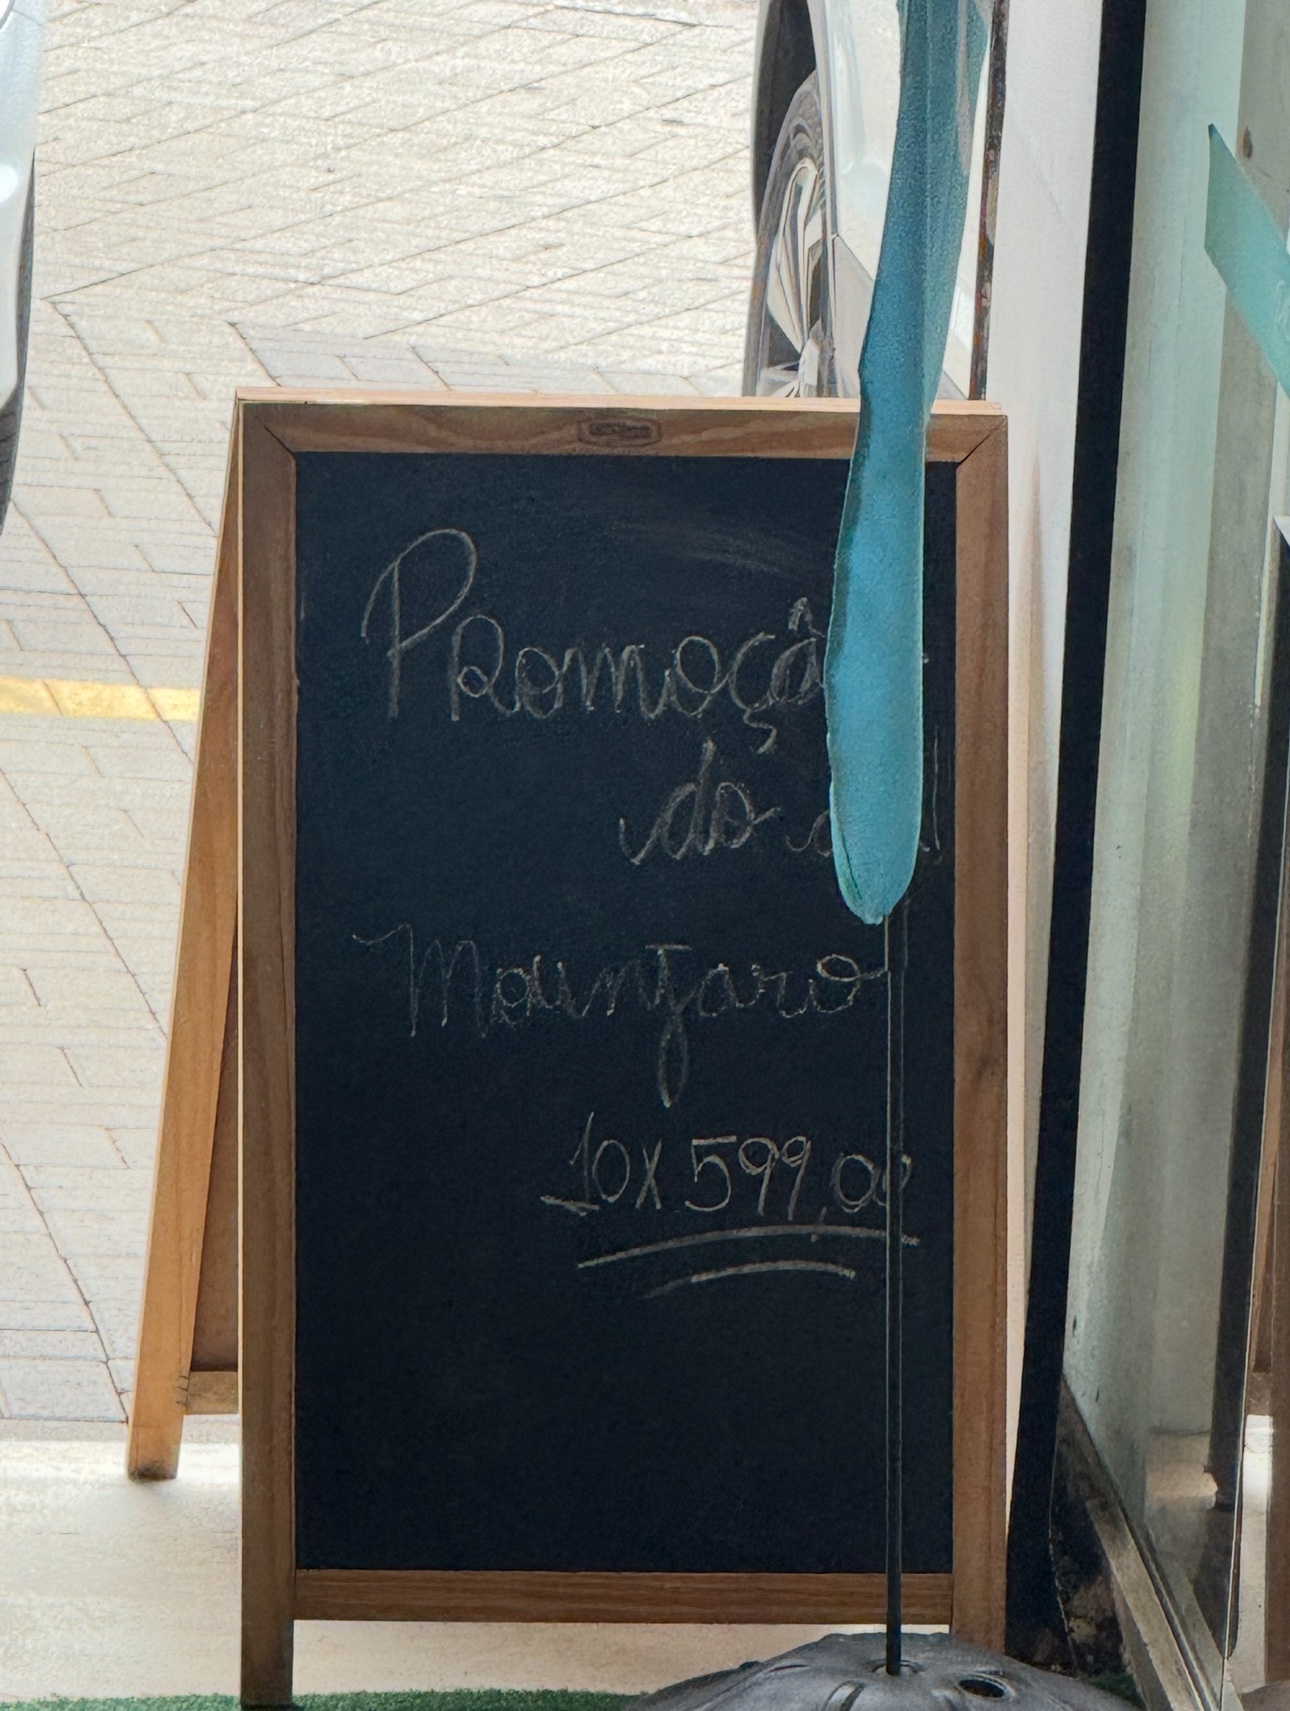 Promoçã
do
Mounjaro
10x 599,00